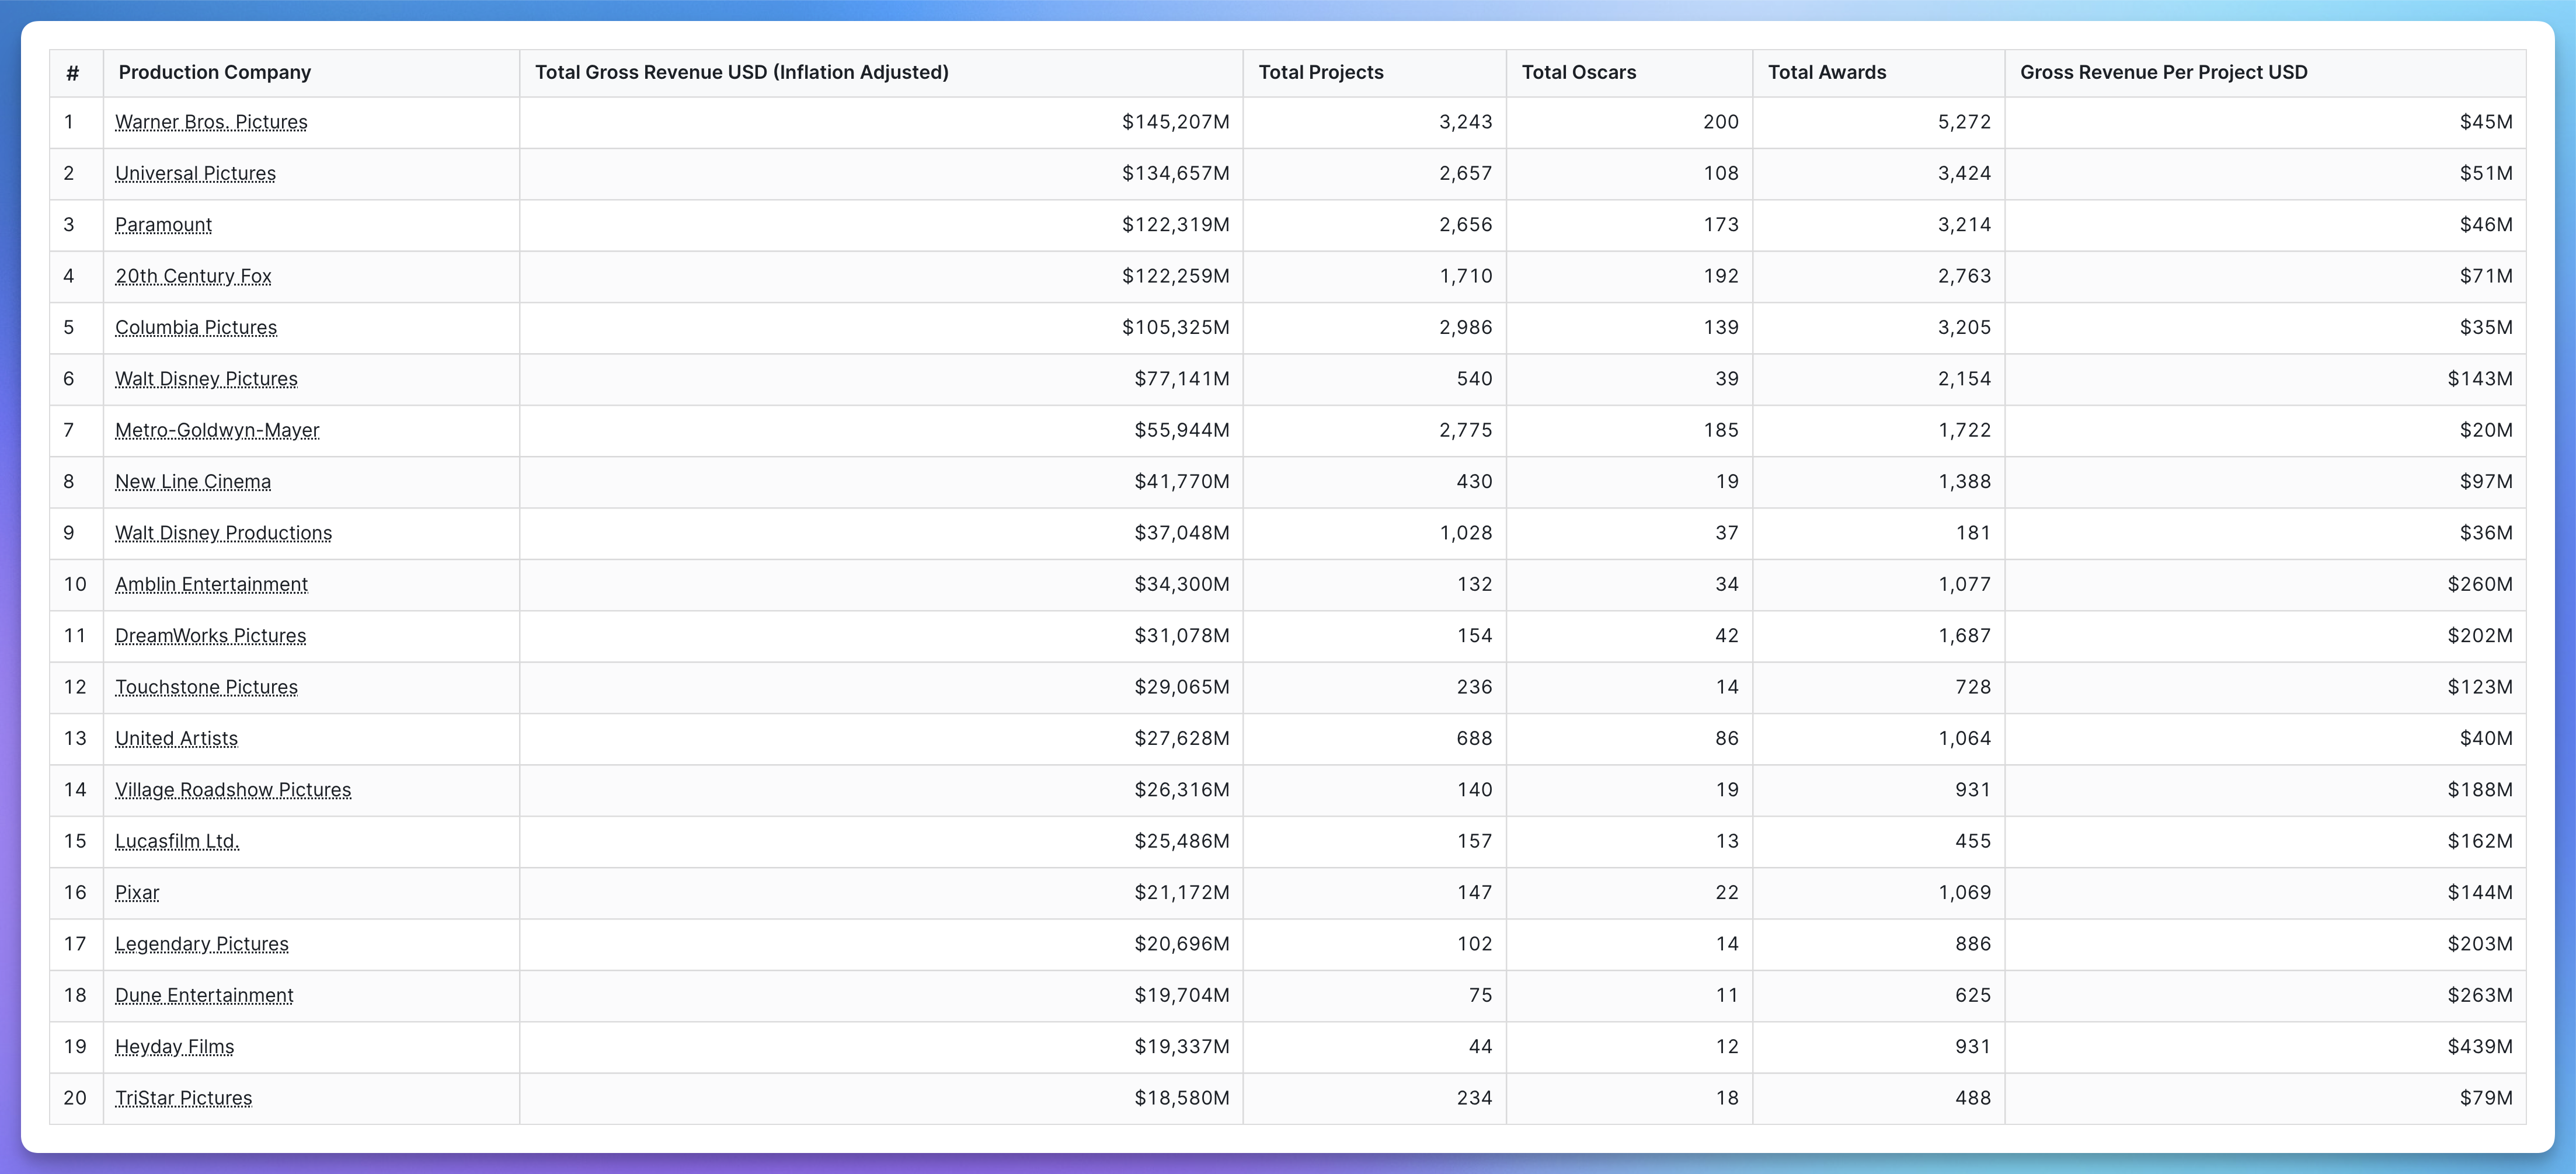 # Production Company Total Gross Revenue USD (Inflation Adjusted) Total Projects Total Oscars Total Awards Gross Revenue Per Project USD
1 Warner Bros. Pictures $145,207M 3,243 200 5,272 $45M
2 Universal Pictures $134,657M 2,657 108 3,424 $51M
3 Paramount $122,319M 2,656 173 3,214 $46M
4 20th Century Fox $122,259M 1,710 192 2,763 $71M
5 Columbia Pictures $105,325M 2,986 139 3,205 $35M
6 Walt Disney Pictures $77,141M 540 39 2,154 $143M
7 Metro-Goldwyn-Mayer $55,944M 2,775 185 1,722 $20M
8 New Line Cinema $41,770M 430 19 1,388 $97M
9 Walt Disney Productions $37,048M 1,028 37 181 $36M
10 Amblin Entertainment $34,300M 132 34 1,077 $260M
11 DreamWorks Pictures $31,078M 154 42 1,687 $202M
12 Touchstone Pictures $29,065M 236 14 728 $123M
13 United Artists $27,628M 688 86 1,064 $40M
14 Village Roadshow Pictures $26,316M 140 19 931 $188M
15 Lucasfilm Ltd. $25,486M 157 13 455 $162M
16 Pixar $21,172M 147 22 1,069 $144M
17 Legendary Pictures $20,696M 102 14 886 $203M
18 Dune Entertainment $19,704M 75 11 625 $263M
19 Heyday Films $19,337M 44 12 931 $439M
20 TriStar Pictures $18,580M 234 18 488 $79M